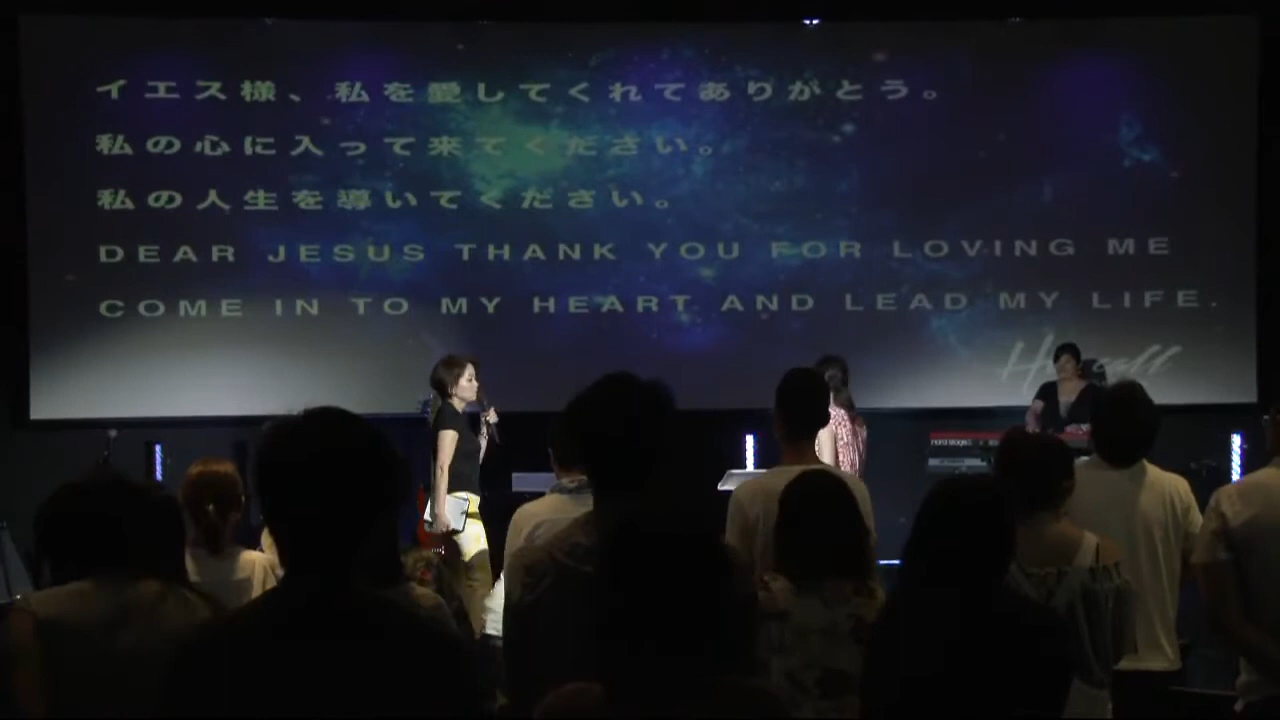 イエス様、私を愛してくれてありがとう。
私の心に入って来てください。
私の人生を導いてください。
DEAR JESUS THANK YOU FOR LOVING ME
COME IN TO MY HEART AND LEAD MY LIFE.